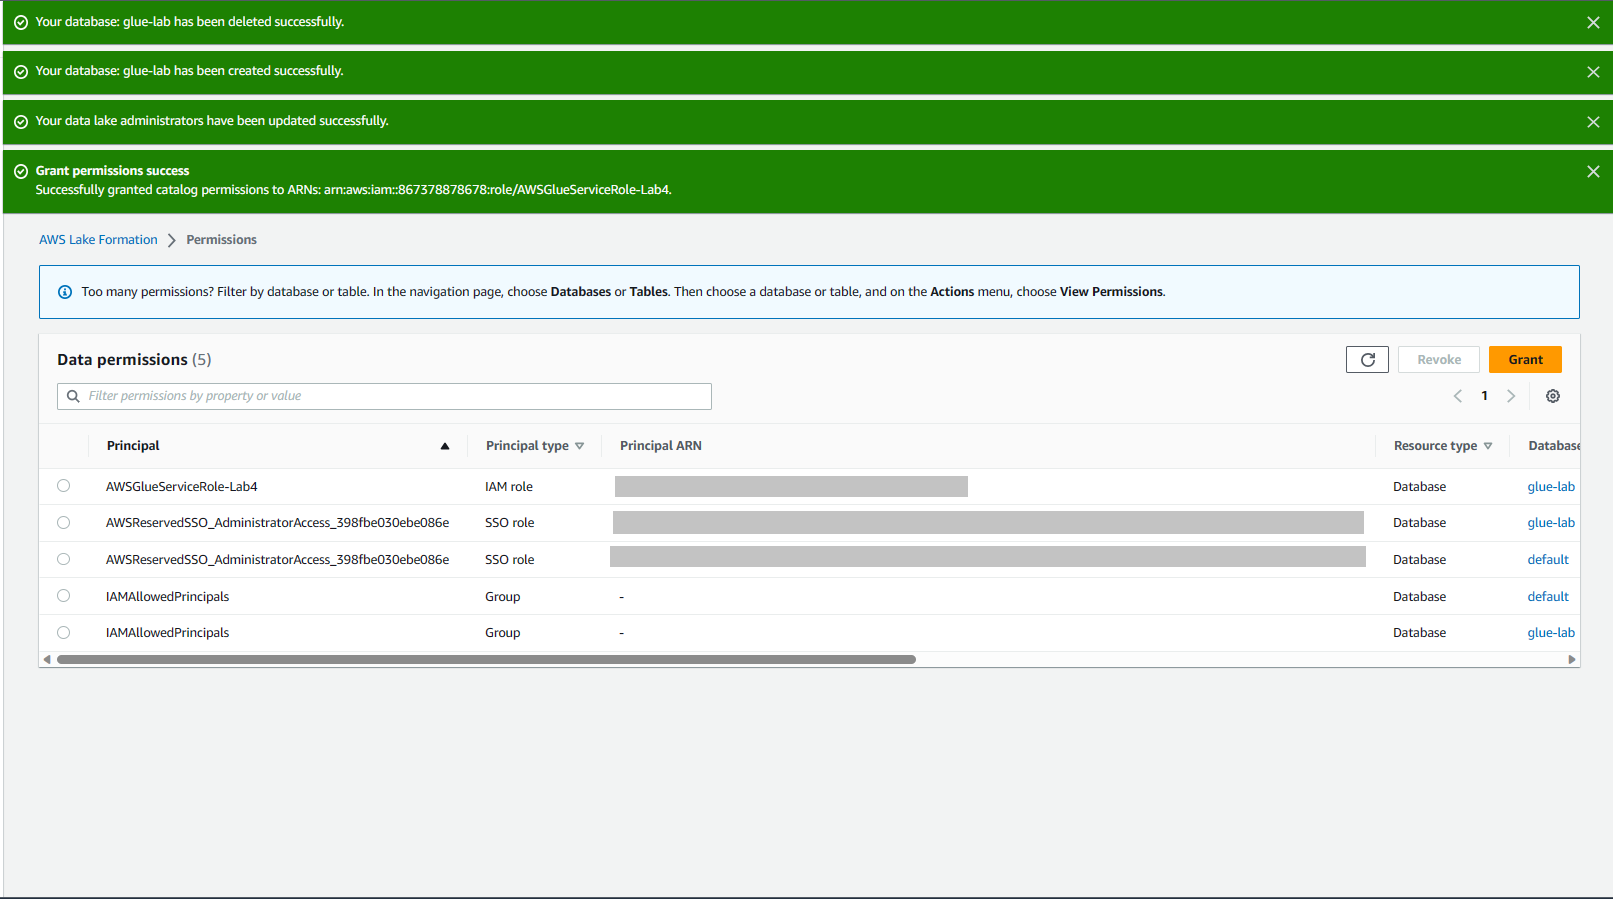 Your database: glue-lab has been deleted successfully.
Your database: glue-lab has been created successfully.
Your data lake administrators have been updated successfully.
Grant permissions success
Successfully granted catalog permissions to ARNs: arn:aws:iam::867378878678:role/AWSGlueServiceRole-Lab4.
AWS Lake Formation > Permissions
Too many permissions? Filter by database or table. In the navigation page, choose Databases or Tables. Then choose a database or table, and on the Actions menu, choose View Permissions.
Data permissions (5)
Revoke
Grant
Filter permissions by property or value
1
Principal Principal type Principal ARN Resource type Database
AWSGlueServiceRole-Lab4 IAM role Database glue-lab
AWSReservedSSO_AdministratorAccess_398fbe030ebe086e SSO role Database glue-lab
AWSReservedSSO_AdministratorAccess_398fbe030ebe086e SSO role Database default
IAMAllowedPrincipals Group - Database default
IAMAllowedPrincipals Group - Database glue-lab